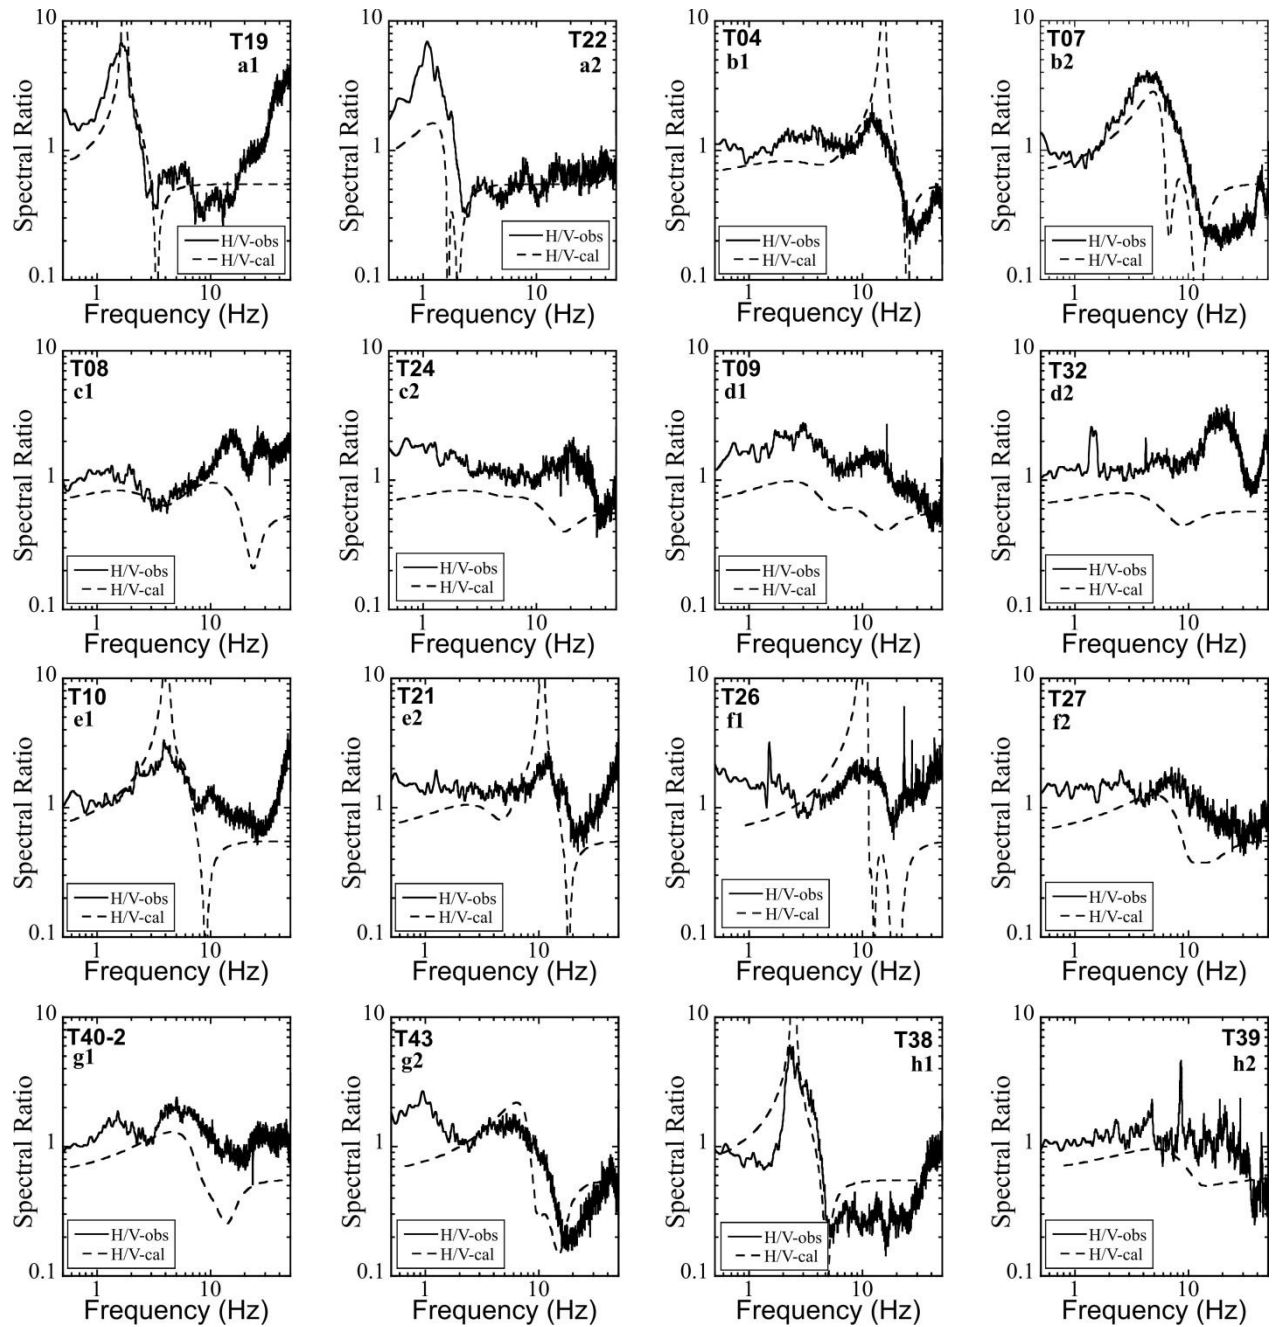 10
T19
a1
Spectral Ratio
1
H/V-obs
H/V-cal
0.1
1
10
Frequency (Hz)
10
T22
a2
Spectral Ratio
1
H/V-obs
H/V-cal
0.1
1
10
Frequency (Hz)
10
T04
b1
Spectral Ratio
1
H/V-obs
H/V-cal
0.1
1
10
Frequency (Hz)
10
T07
b2
Spectral Ratio
1
H/V-obs
H/V-cal
0.1
1
10
Frequency (Hz)
10
T08
c1
Spectral Ratio
1
H/V-obs
H/V-cal
0.1
1
10
Frequency (Hz)
10
T24
c2
Spectral Ratio
1
H/V-obs
H/V-cal
0.1
1
10
Frequency (Hz)
10
T09
d1
Spectral Ratio
1
H/V-obs
H/V-cal
0.1
1
10
Frequency (Hz)
10
T32
d2
Spectral Ratio
1
H/V-obs
H/V-cal
0.1
1
10
Frequency (Hz)
10
T10
e1
Spectral Ratio
1
H/V-obs
H/V-cal
0.1
1
10
Frequency (Hz)
10
T21
e2
Spectral Ratio
1
H/V-obs
H/V-cal
0.1
1
10
Frequency (Hz)
10
T26
f1
Spectral Ratio
1
H/V-obs
H/V-cal
0.1
1
10
Frequency (Hz)
10
T27
f2
Spectral Ratio
1
H/V-obs
H/V-cal
0.1
1
10
Frequency (Hz)
10
T40-2
g1
Spectral Ratio
1
H/V-obs
H/V-cal
0.1
1
10
Frequency (Hz)
10
T43
g2
Spectral Ratio
1
H/V-obs
H/V-cal
0.1
1
10
Frequency (Hz)
10
T38
h1
Spectral Ratio
1
H/V-obs
H/V-cal
0.1
1
10
Frequency (Hz)
10
T39
h2
Spectral Ratio
1
H/V-obs
H/V-cal
0.1
1
10
Frequency (Hz)